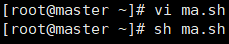 [root@master ~]# vi ma.sh
[root@master ~]# sh ma.sh